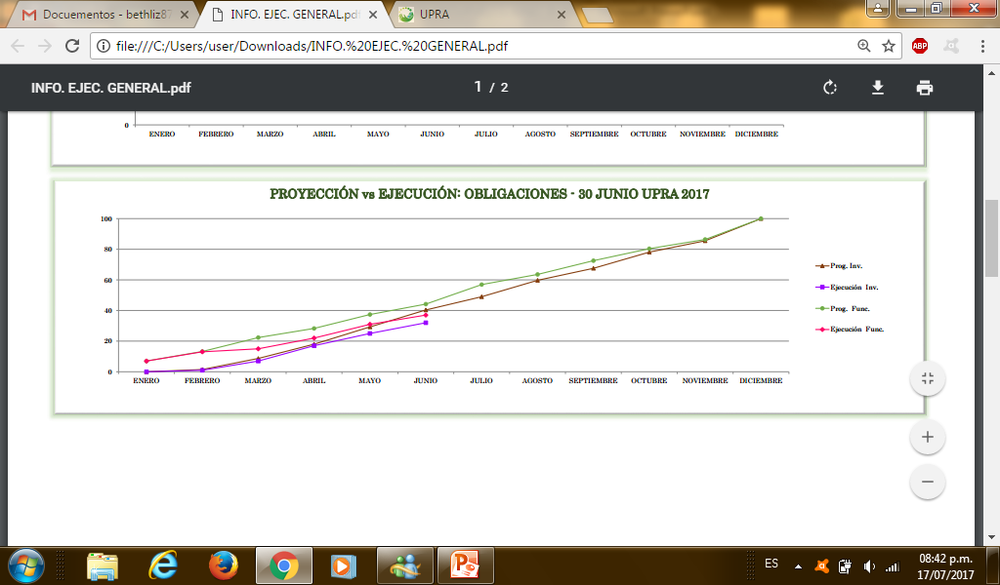 Docuementos - bethliz87
INFO. EJEC. GENERAL.pdf
UPRA
file:///C:/Users/user/Downloads/INFO.%20EJEC.%20GENERAL.pdf
ABP
INFO. EJEC. GENERAL.pdf
1 / 2
0
ENERO FEBRERO MARZO ABRIL MAYO JUNIO JULIO AGOSTO SEPTIEMBRE OCTUBRE NOVIEMBRE DICIEMBRE
PROYECCIÓN vs EJECUCIÓN: OBLIGACIONES - 30 JUNIO UPRA 2017
100
80
60
40
20
0
ENERO FEBRERO MARZO ABRIL MAYO JUNIO JULIO AGOSTO SEPTIEMBRE OCTUBRE NOVIEMBRE DICIEMBRE
Prog. Inv.
Ejecución Inv.
Prog. Func.
Ejecución Func.
ES
08:42 p.m.
17/07/2017